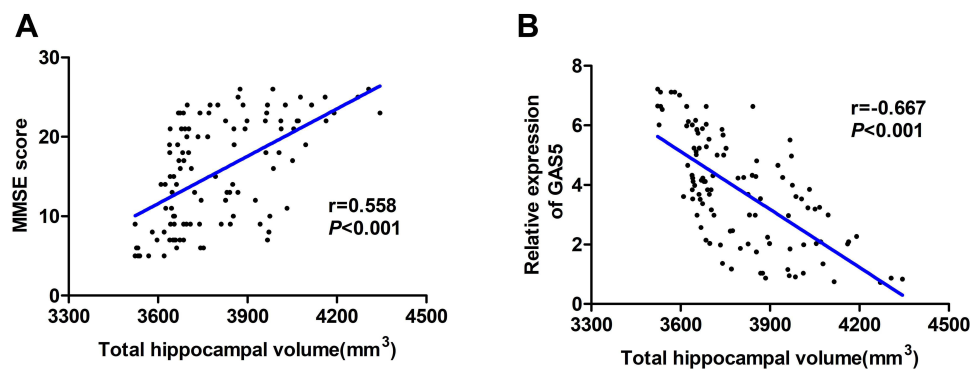 A
MMSE score
30
20
10
0
r=0.558
P<0.001
3300 3600 3900 4200 4500
Total hippocampal volume(mm³)
B
Relative expression
of GAS5
8
6
4
2
0
r=-0.667
P<0.001
3300 3600 3900 4200 4500
Total hippocampal volume(mm³)